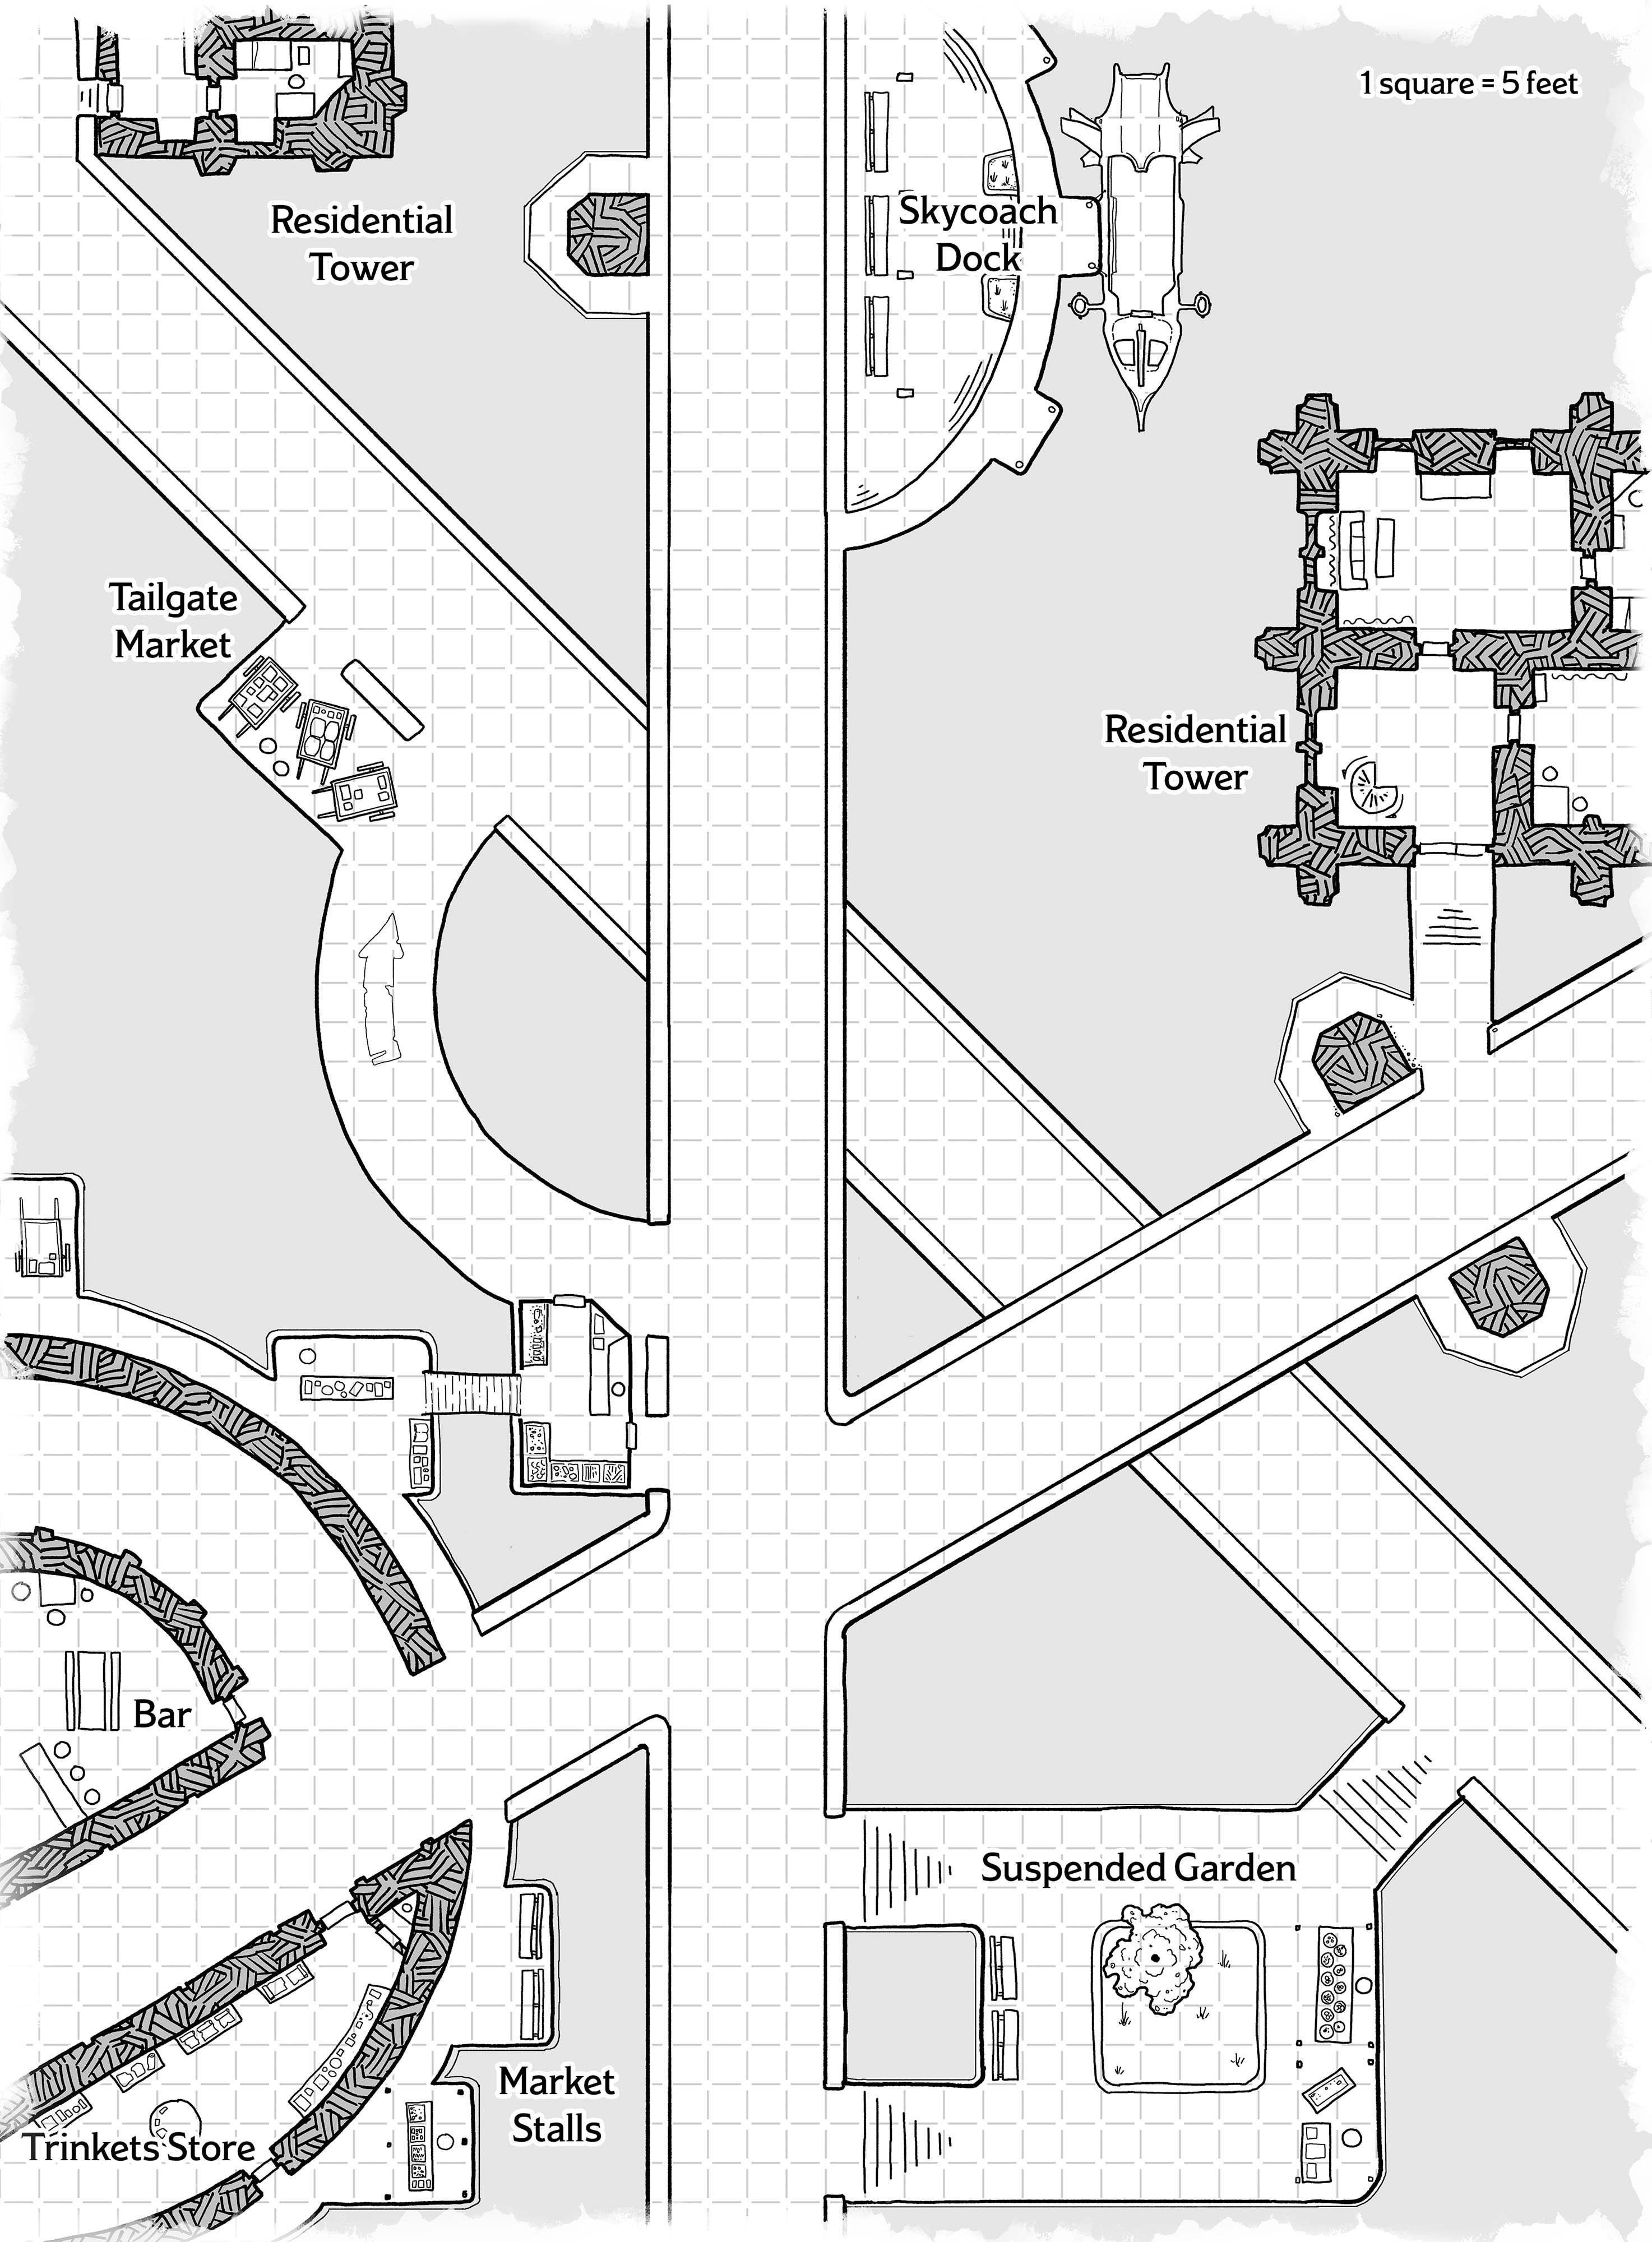 1 square = 5 feet
Residential
Tower
Skycoach
Dock
Tailgate
Market
Residential
Tower
Bar
Suspended Garden
Market
Stalls
Trinkets Store